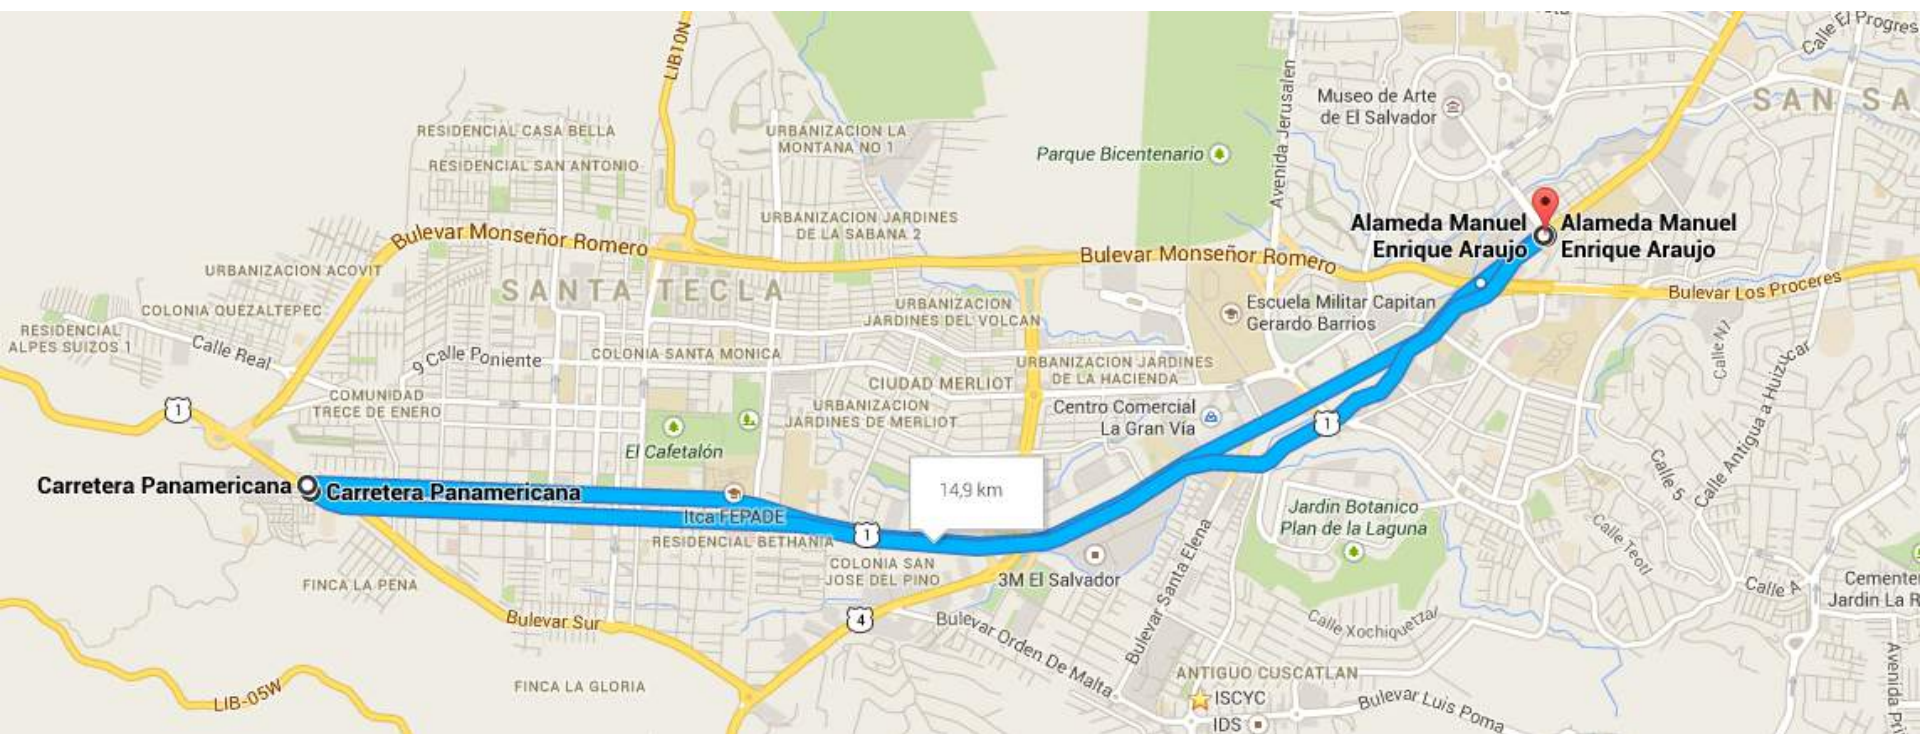 LIB10N
Calle El Progres
SAN SA
Museo de Arte
de El Salvador
RESIDENCIAL CASA BELLA
RESIDENCIAL SAN ANTONIO
URBANIZACION LA
MONTAÑA NO 1
Parque Bicentenario
Avenida Jerusalen
URBANIZACION JARDINES
DE LA SABANA 2
Bulevar Monseñor Romero
Bulevar Monseñor Romero
Alameda Manuel
Enrique Araujo
Alameda Manuel
Enrique Araujo
Bulevar Los Proceres
URBANIZACION ACOVIT
SANTA TECLA
COLONIA QUEZALTEPEC
RESIDENCIAL
ALPES SUIZOS 1
Calle Real
9 Calle Poniente
COLONIA SANTA MONICA
URBANIZACION
JARDINES DEL VOLCAN
Escuela Militar Capitan
Gerardo Barrios
URBANIZACION JARDINES
DE LA HACIENDA
CIUDAD MERLIOT
COMUNIDAD
TRECE DE ENERO
URBANIZACION
JARDINES DE MERLIOT
Centro Comercial
La Gran Vía
1
1
El Cafetalón
Calle Antigua a Huizucar
Calle 5
Carretera Panamericana
Carretera Panamericana
14,9 km
Itca FEPADE
RESIDENCIAL BETHANIA
1
Jardin Botanico
Plan de la Laguna
Calle Teotl
COLONIA SAN
JOSE DEL PINO
3M El Salvador
Bulevar Santa Elena
FINCA LA PENA
Calle A
Cementer
Jardin La R
Bulevar Sur
4
Bulevar Orden De Malta
Calle Xochiquetzal
ANTIGUO CUSCATLAN
FINCA LA GLORIA
LIB-05W
ISCYC
IDS
Bulevar Luis Poma
Avenida Pri